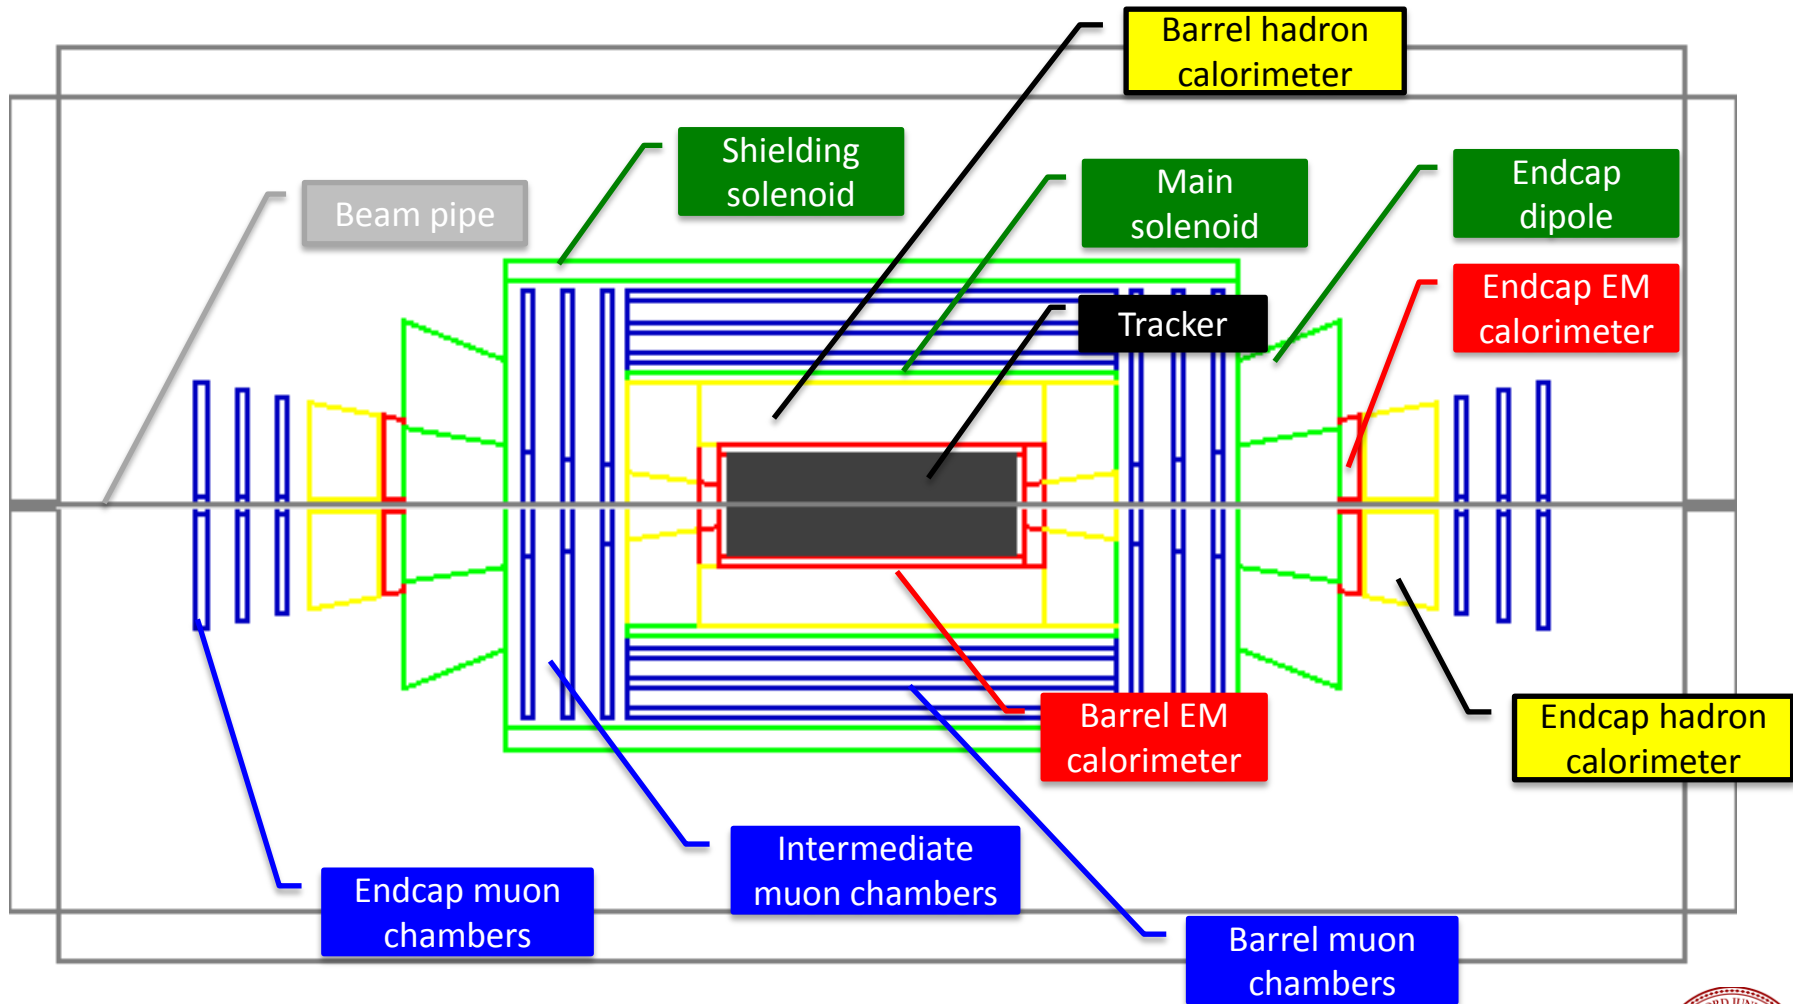 Barrel hadron
calorimeter
Shielding
solenoid
Main
solenoid
Endcap
dipole
Beam pipe
Endcap EM
calorimeter
Tracker
Barrel EM
calorimeter
Endcap hadron
calorimeter
Intermediate
muon chambers
Endcap muon
chambers
Barrel muon
chambers